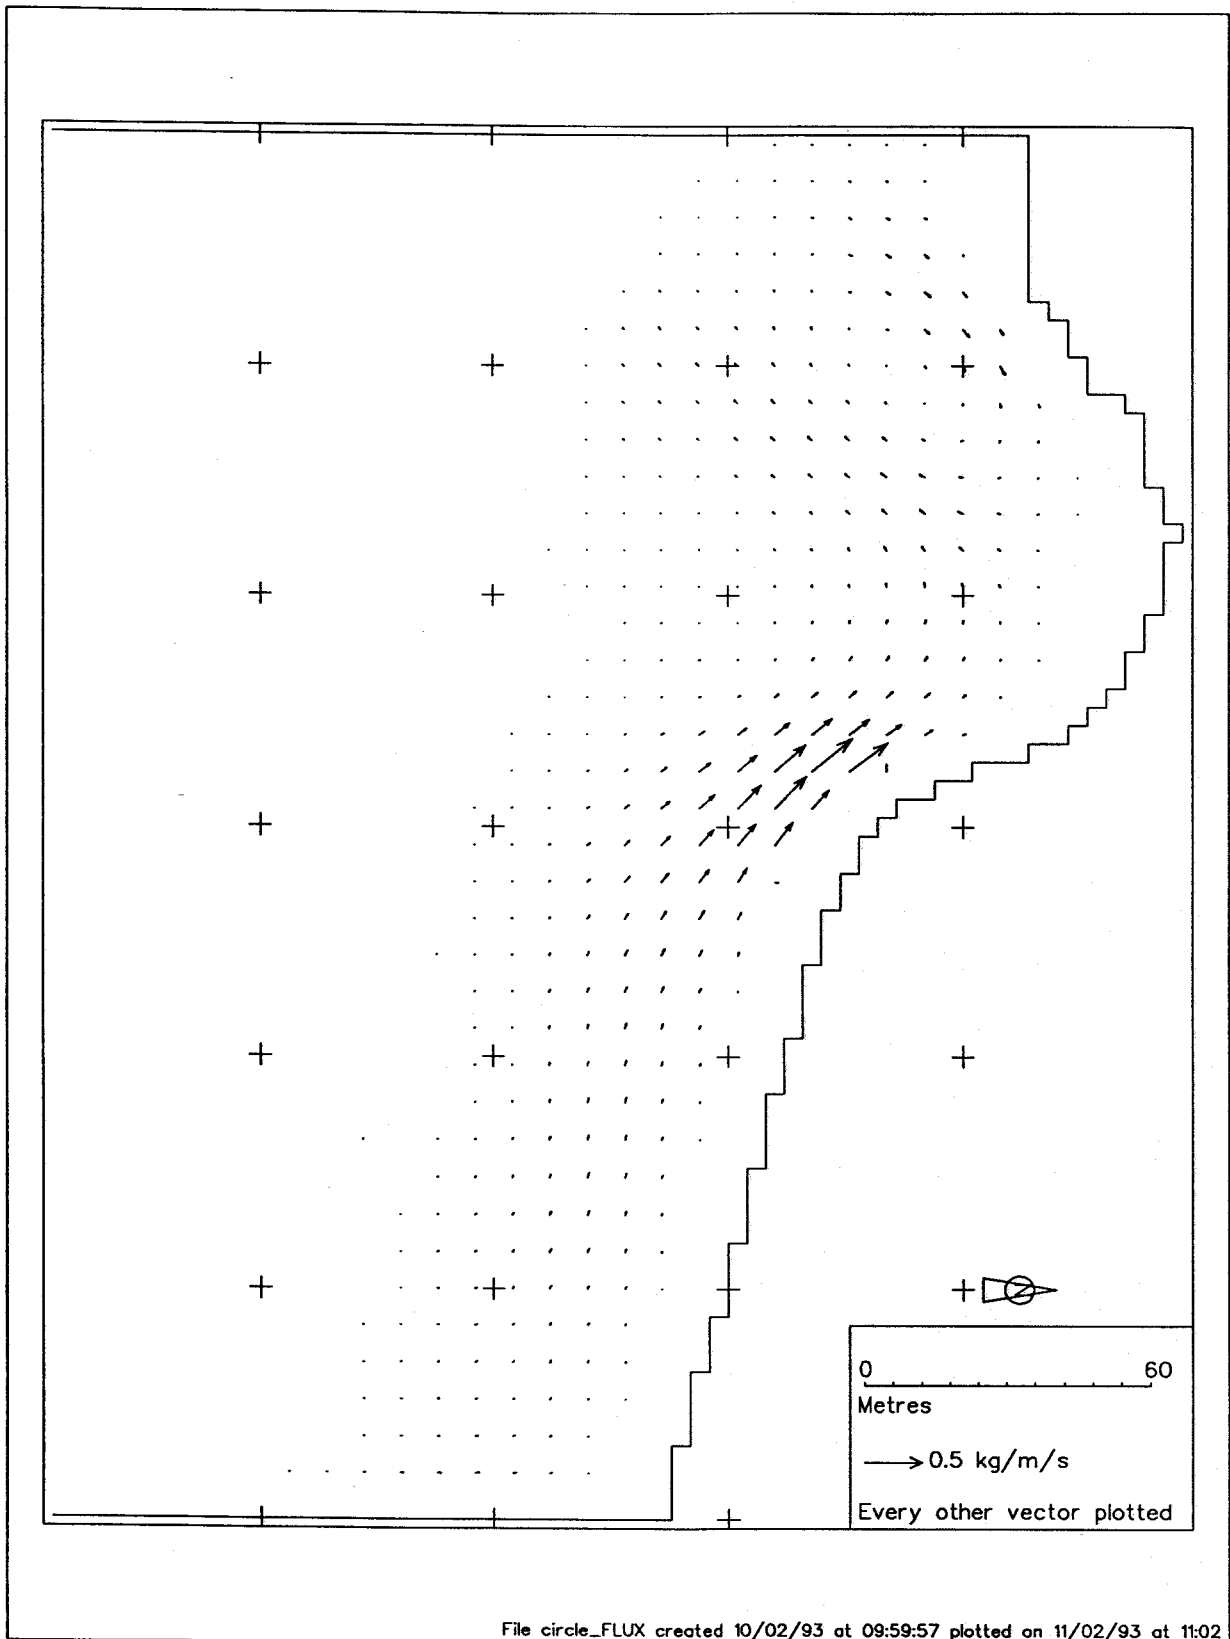 0 60
Metres
0.5 kg/m/s
Every other vector plotted
File circle_FLUX created 10/02/93 at 09:59:57 plotted on 11/02/93 at 11:02